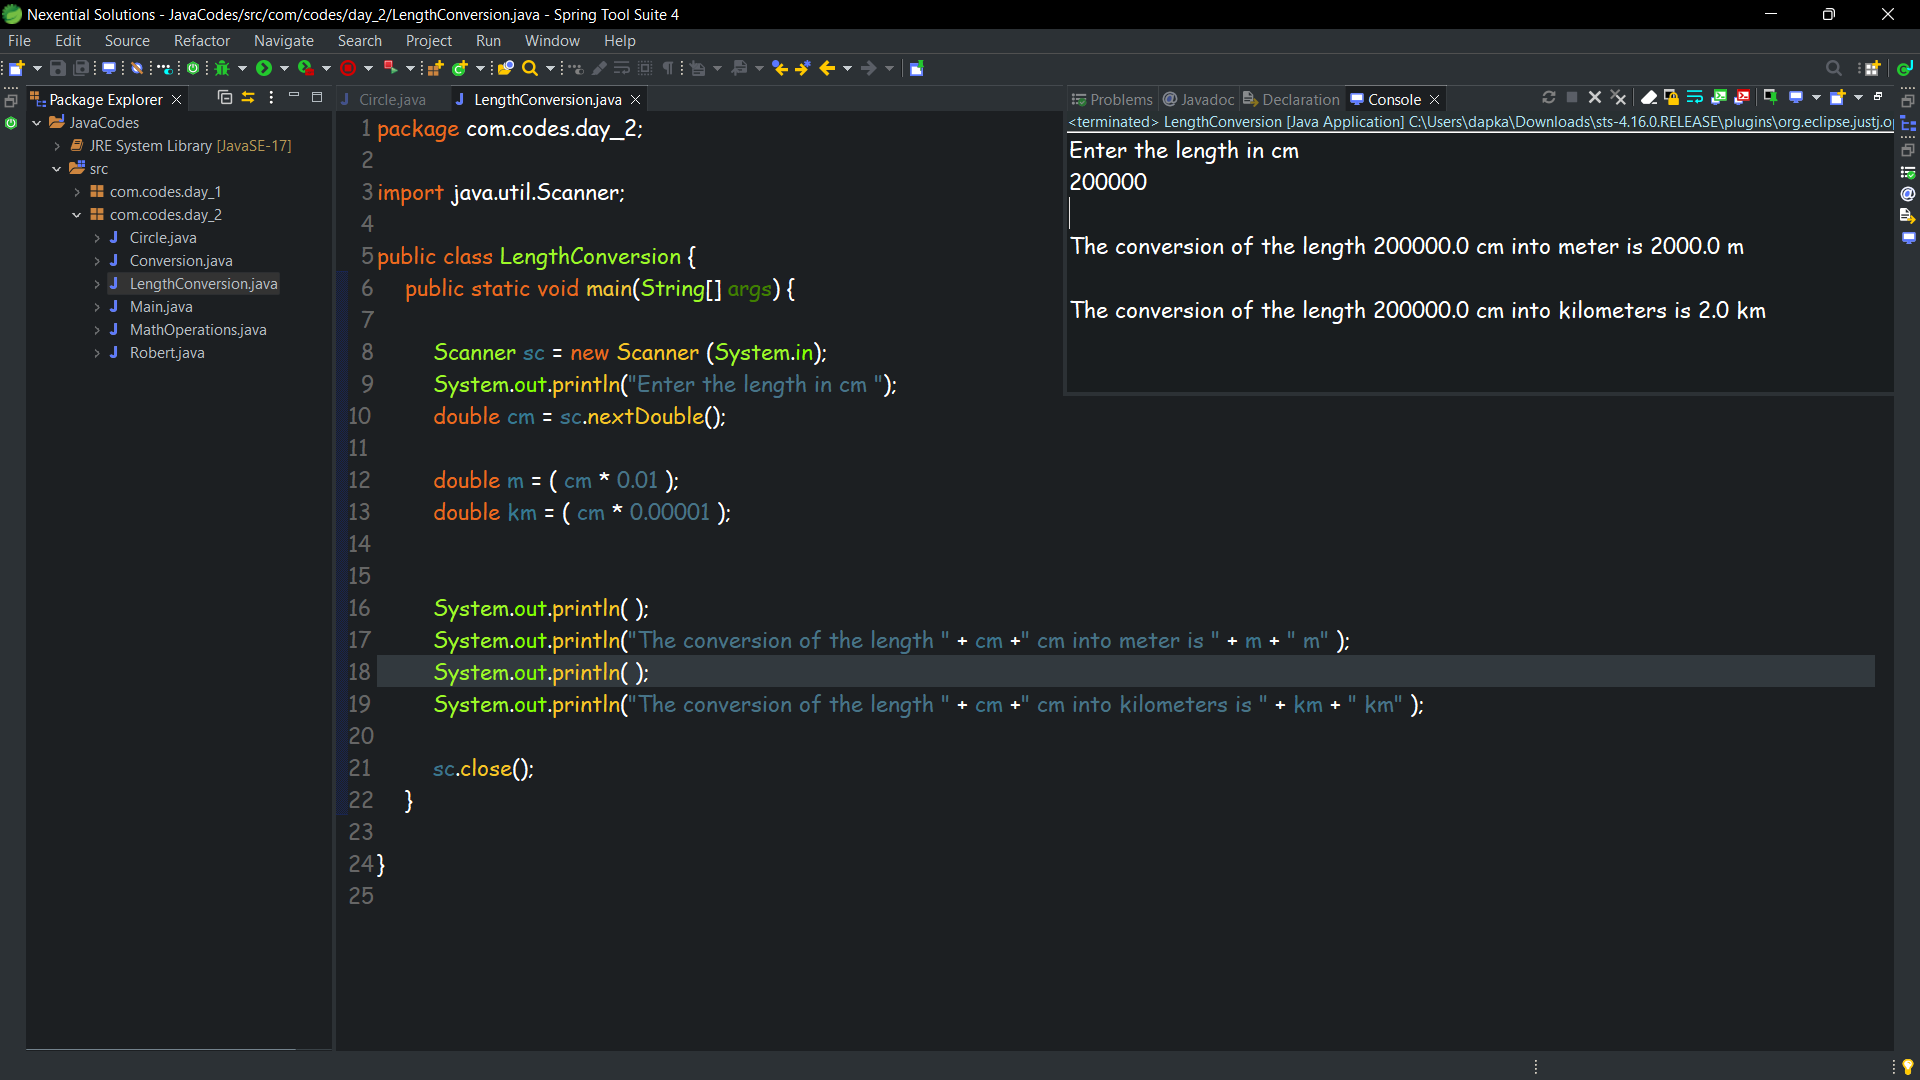 Nexential Solutions - JavaCodes/src/com/codes/day_2/LengthConversion.java - Spring Tool Suite 4
File Edit Source Refactor Navigate Search Project Run Window Help
Package Explorer
JavaCodes
JRE System Library [JavaSE-17]
src
com.codes.day_1
com.codes.day_2
Circle.java
Conversion.java
LengthConversion.java
Main.java
MathOperations.java
Robert.java
Circle.java LengthConversion.java
1 package com.codes.day_2;
2
3 import java.util.Scanner;
4
5 public class LengthConversion {
6 public static void main(String[] args) {
7
8 Scanner sc = new Scanner (System.in);
9 System.out.println("Enter the length in cm ");
10 double cm = sc.nextDouble();
11
12 double m = ( cm * 0.01 );
13 double km = ( cm * 0.00001 );
14
15
16 System.out.println( );
17 System.out.println("The conversion of the length " + cm +" cm into meter is " + m + " m" );
18 System.out.println( );
19 System.out.println("The conversion of the length " + cm +" cm into kilometers is " + km + " km" );
20
21 sc.close();
22 }
23
24 }
25
Problems @ Javadoc Declaration Console
<terminated> LengthConversion [Java Application] C:\Users\dapka\Downloads\sts-4.16.0.RELEASE\plugins\org.eclipse.justj.o
Enter the length in cm
200000
The conversion of the length 200000.0 cm into meter is 2000.0 m
The conversion of the length 200000.0 cm into kilometers is 2.0 km